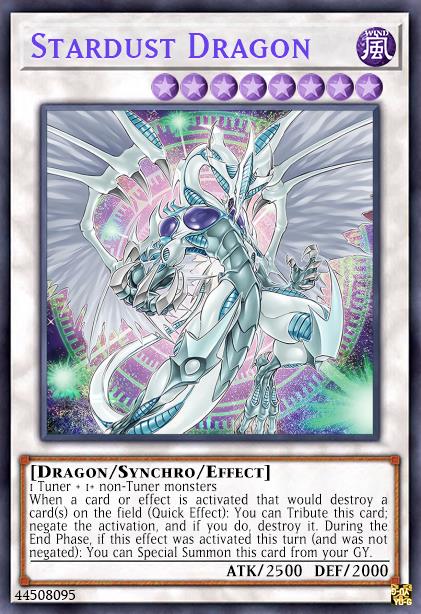 Stardust Dragon
WIND
風
[Dragon/Synchro/Effect]
1 Tuner + 1+ non-Tuner monsters
When a card or effect is activated that would destroy a
card(s) on the field (Quick Effect): You can Tribute this card;
negate the activation, and if you do, destroy it. During the
End Phase, if this effect was activated this turn (and was not
negated): You can Special Summon this card from your GY.
ATK/2500 DEF/2000
44508095